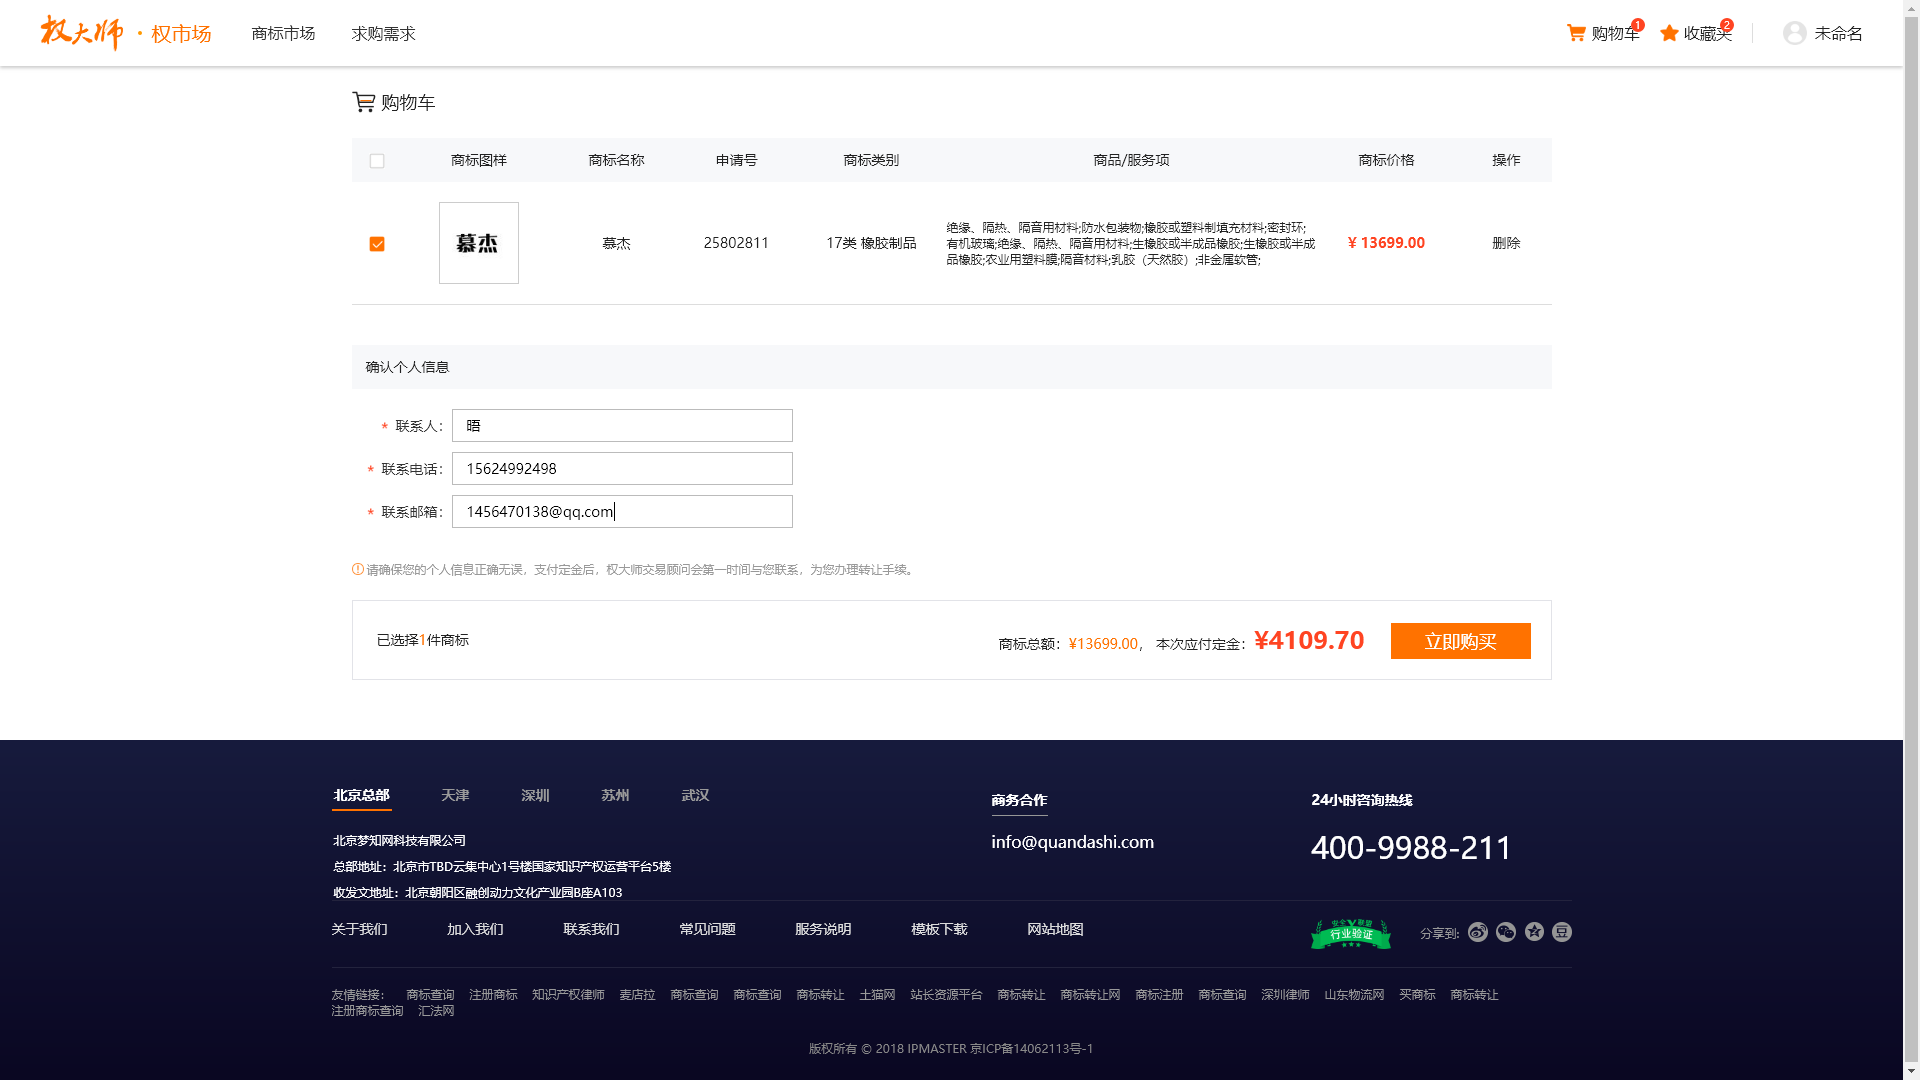 权大师 · 权市场 商标市场 求购需求 购物车 1 收藏夹 2 未命名
购物车
商标图样 商标名称 申请号 商标类别 商品/服务项 商标价格 操作
慕杰 慕杰 25802811 17类 橡胶制品 ¥ 13699.00 删除
绝缘、隔热、隔音用材料;防水包装物;橡胶或塑料制填充材料;密封环;
有机玻璃;绝缘、隔热、隔音用材料;生橡胶或半成品橡胶;生橡胶或半成
品橡胶;农业用塑料膜;隔音材料;乳胶（天然胶）;非金属软管;
确认个人信息
* 联系人： 晤
* 联系电话： 15624992498
* 联系邮箱： 1456470138@qq.com
请确保您的个人信息正确无误，支付定金后，权大师交易顾问会第一时间与您联系，为您办理转让手续。
已选择1件商标 商标总额：¥13699.00， 本次应付定金：¥4109.70 立即购买
北京总部 天津 深圳 苏州 武汉 商务合作 24小时咨询热线
北京梦知网科技有限公司 info@quandashi.com 400-9988-211
总部地址：北京市TBD云集中心1号楼国家知识产权运营平台5楼
收发文地址：北京朝阳区融创动力文化产业园B座A103
关于我们 加入我们 联系我们 常见问题 服务说明 模板下载 网站地图 行业验证 分享到:
友情链接： 商标查询 注册商标 知识产权律师 麦店拉 商标查询 商标查询 商标转让 土猫网 站长资源平台 商标转让 商标转让网 商标注册 商标查询 深圳律师 山东物流网 买商标 商标转让
注册商标查询 汇法网
版权所有 © 2018 IPMASTER 京ICP备14062113号-1